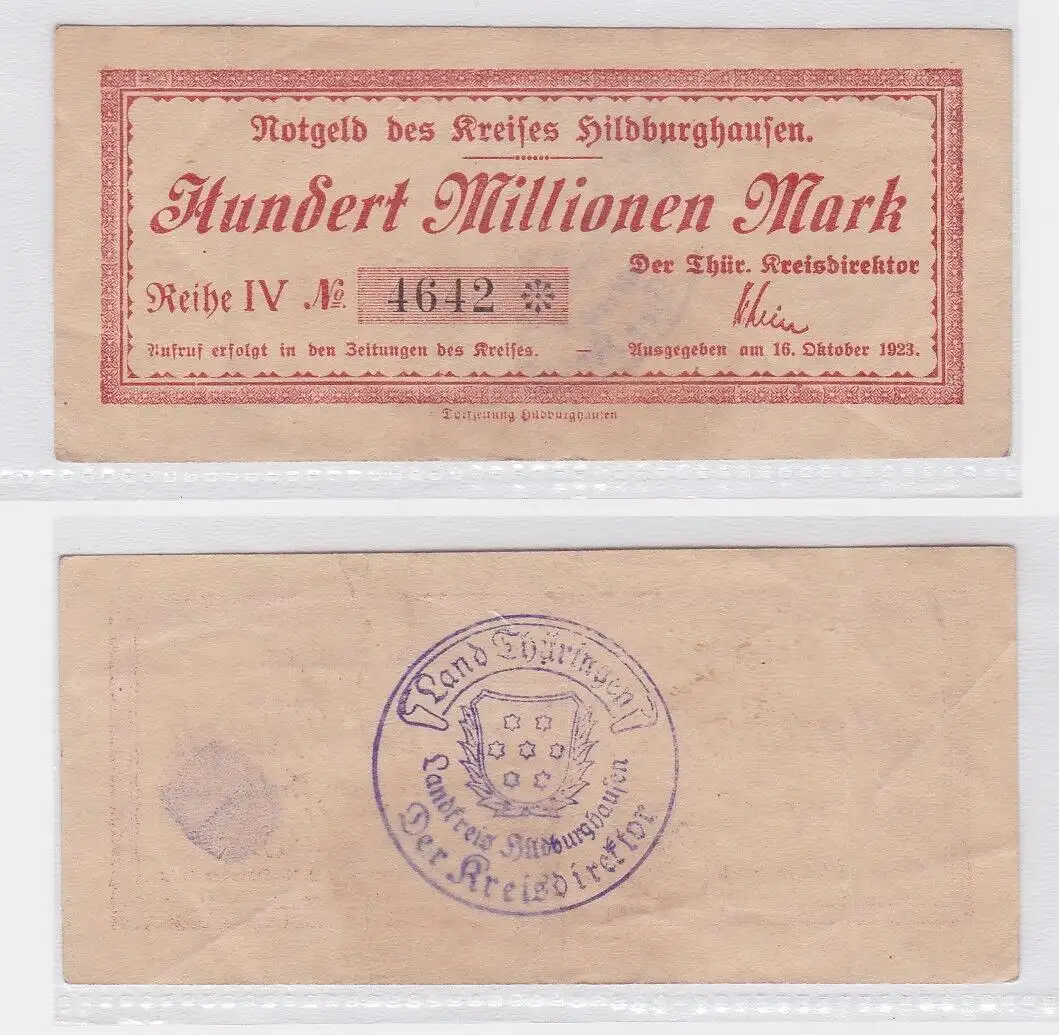 Notgeld des Kreises Hildburghausen.
Hundert Millionen Mark
Der Thür. Kreisdirektor
Reihe IV No. 4642
Aufruf erfolgt in den Zeitungen des Kreises. — Ausgegeben am 16. Oktober 1923.
Dorfzeitung Hildburghausen
Land Thüringen
Landkreis Hildburghausen
Der Kreisdirektor